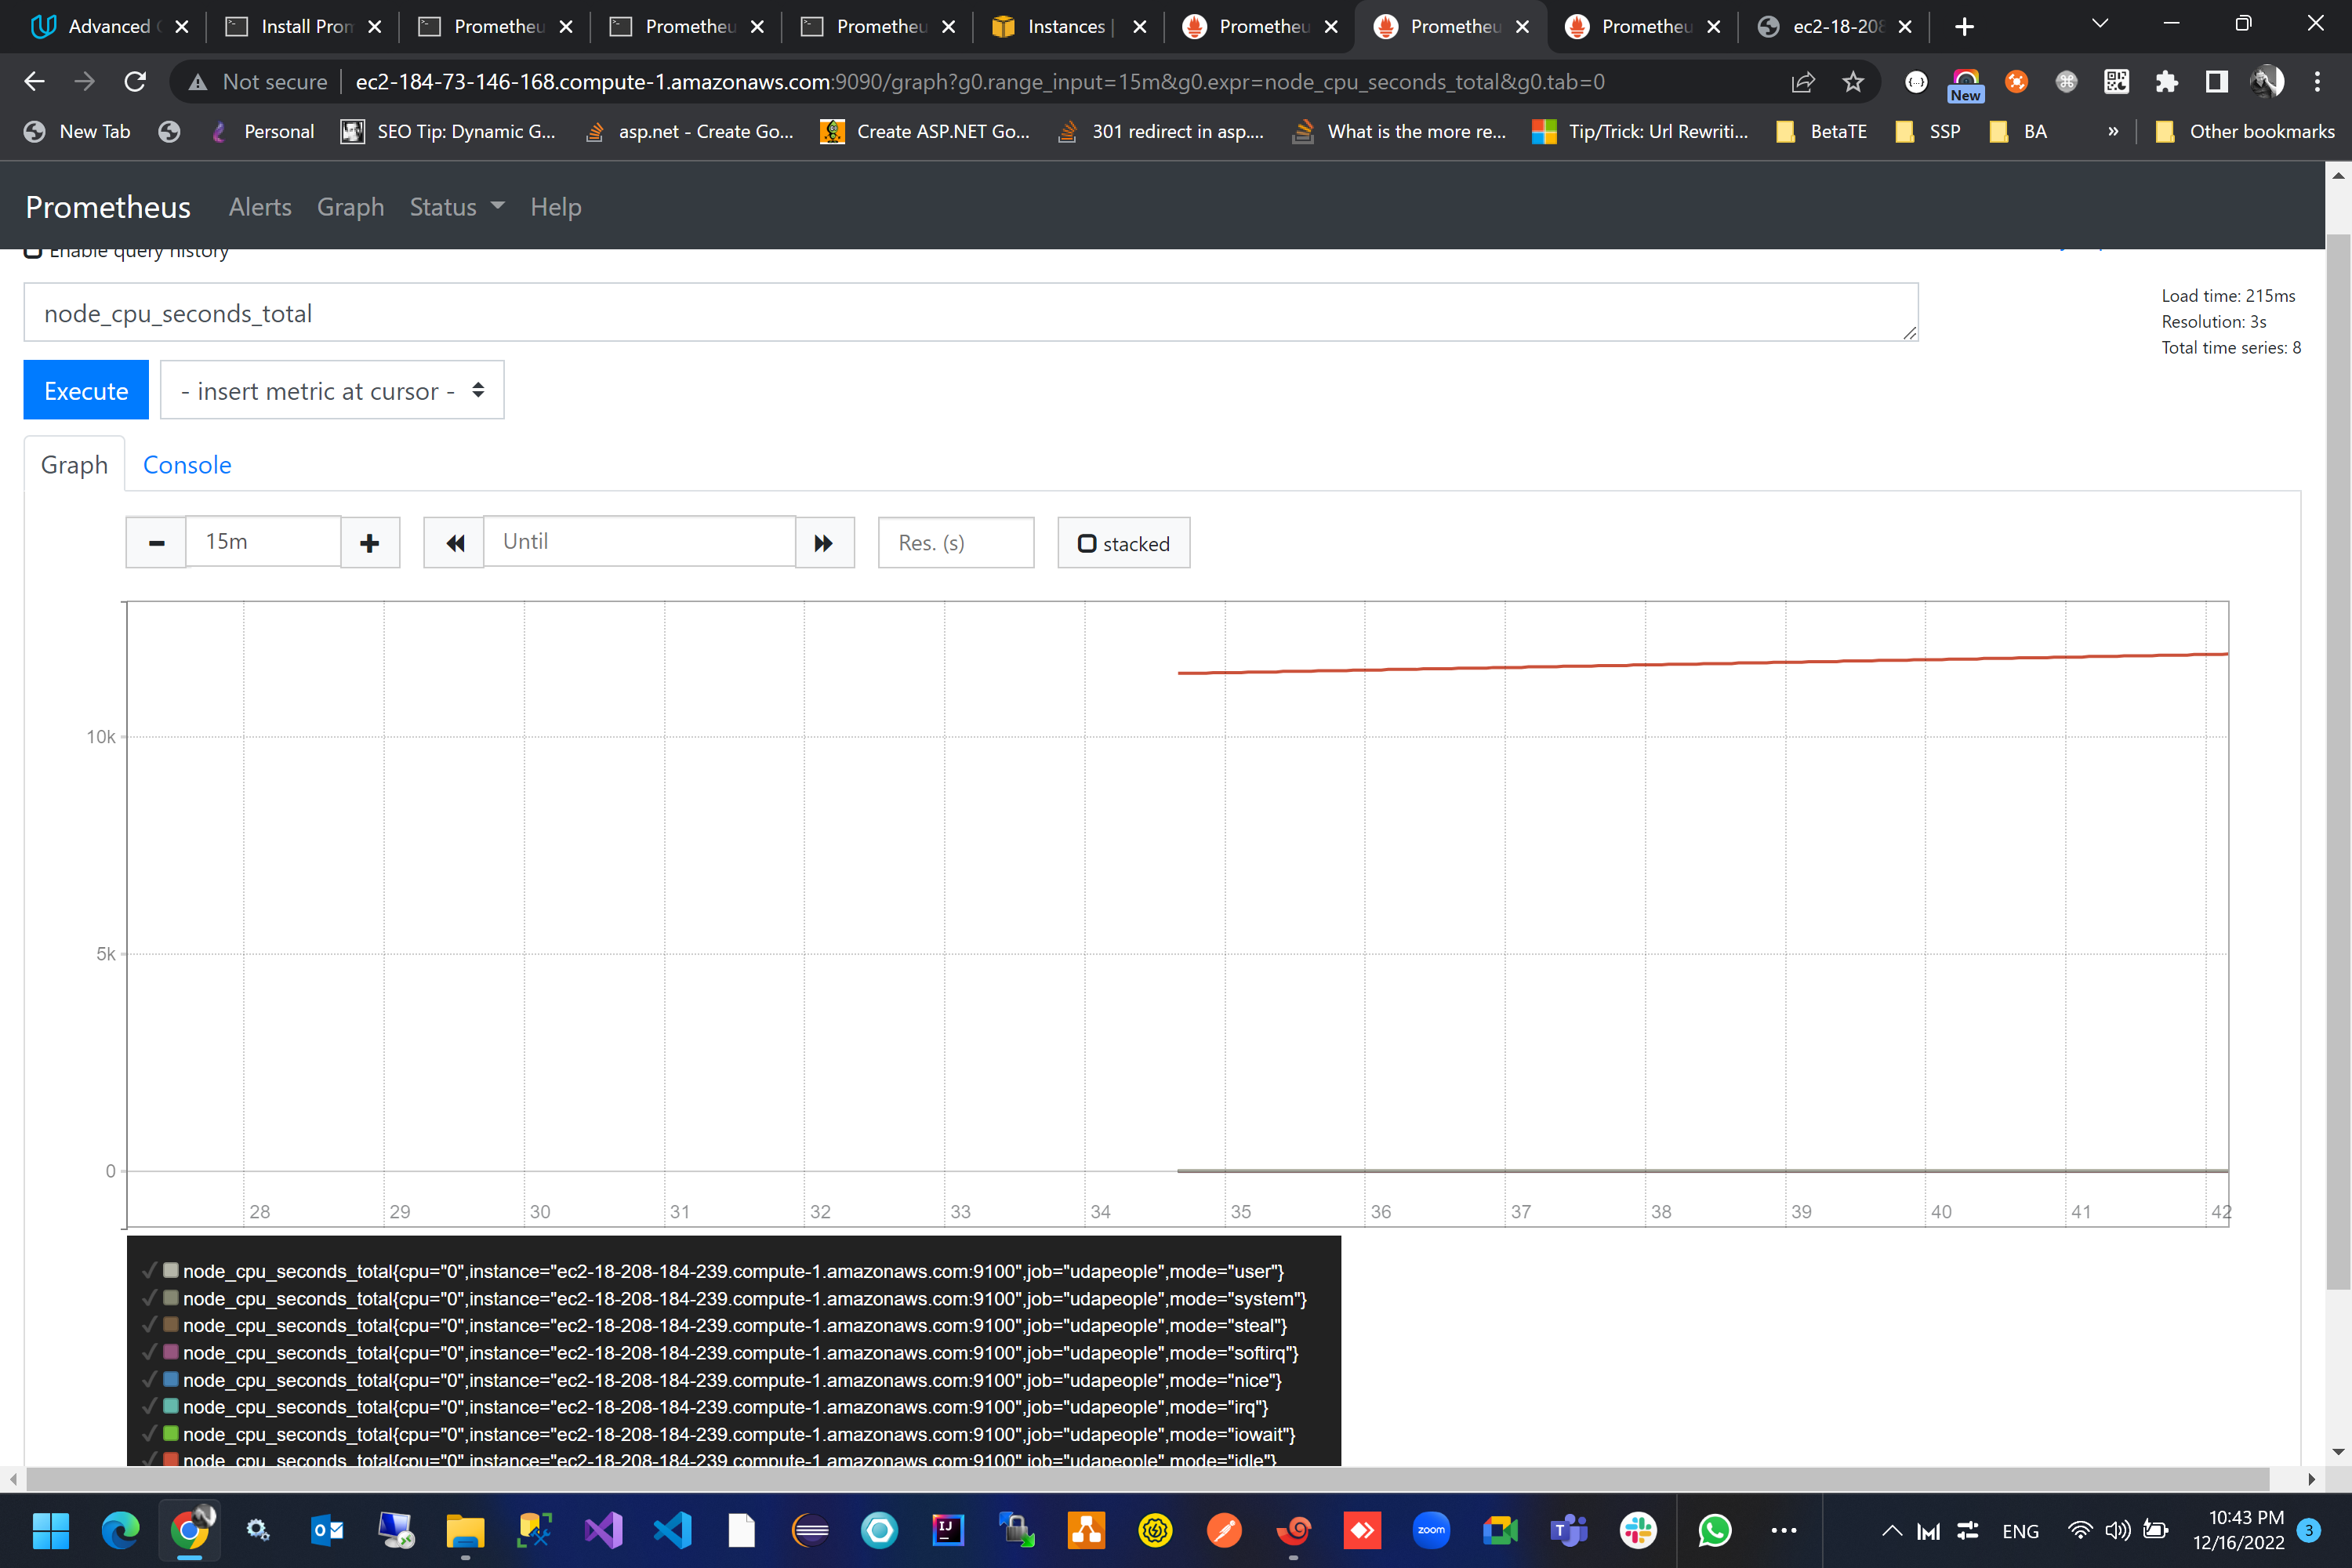 Advanced
Install Prom
Prometheu
Prometheu
Prometheu
Instances |
Prometheu
Prometheu
Prometheu
ec2-18-208
Not secure
ec2-184-73-146-168.compute-1.amazonaws.com:9090/graph?g0.range_input=15m&g0.expr=node_cpu_seconds_total&g0.tab=0
New
New Tab
Personal
SEO Tip: Dynamic G...
asp.net - Create Go...
Create ASP.NET Go...
301 redirect in asp....
What is the more re...
Tip/Trick: Url Rewriti...
BetaTE
SSP
BA
»
Other bookmarks
Prometheus
Alerts
Graph
Status
Help
Enable query history
node_cpu_seconds_total
Load time: 215ms
Resolution: 3s
Total time series: 8
Execute
- insert metric at cursor -
Graph
Console
15m
Until
Res. (s)
stacked
10k
5k
0
28 29 30 31 32 33 34 35 36 37 38 39 40 41 42
node_cpu_seconds_total{cpu="0",instance="ec2-18-208-184-239.compute-1.amazonaws.com:9100",job="udapeople",mode="user"}
node_cpu_seconds_total{cpu="0",instance="ec2-18-208-184-239.compute-1.amazonaws.com:9100",job="udapeople",mode="system"}
node_cpu_seconds_total{cpu="0",instance="ec2-18-208-184-239.compute-1.amazonaws.com:9100",job="udapeople",mode="steal"}
node_cpu_seconds_total{cpu="0",instance="ec2-18-208-184-239.compute-1.amazonaws.com:9100",job="udapeople",mode="softirq"}
node_cpu_seconds_total{cpu="0",instance="ec2-18-208-184-239.compute-1.amazonaws.com:9100",job="udapeople",mode="nice"}
node_cpu_seconds_total{cpu="0",instance="ec2-18-208-184-239.compute-1.amazonaws.com:9100",job="udapeople",mode="irq"}
node_cpu_seconds_total{cpu="0",instance="ec2-18-208-184-239.compute-1.amazonaws.com:9100",job="udapeople",mode="iowait"}
node_cpu_seconds_total{cpu="0",instance="ec2-18-208-184-239.compute-1.amazonaws.com:9100",job="udapeople",mode="idle"}
IJ
zoom
ENG
10:43 PM
12/16/2022
3